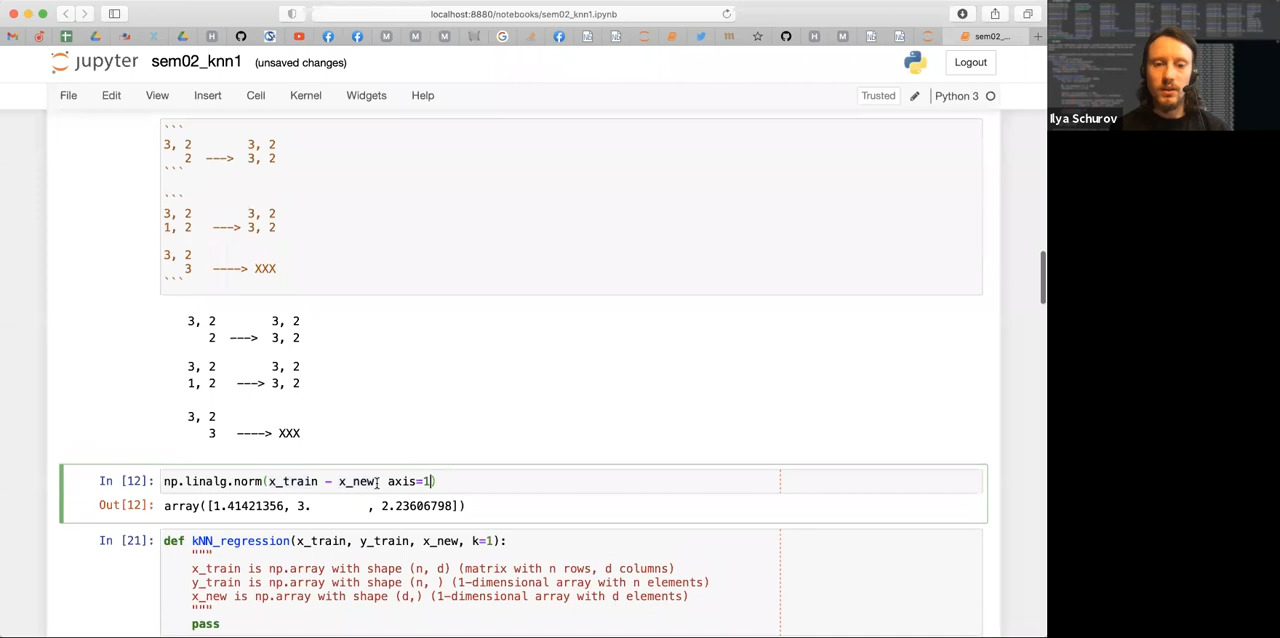 localhost:8880/notebooks/sem02_knn1.ipynb
sem02_...
jupyter sem02_knn1 (unsaved changes)
Logout
File Edit View Insert Cell Kernel Widgets Help
Trusted
Python 3
Ilya Schurov
```
3, 2        3, 2
   2  --->  3, 2
```
```
3, 2        3, 2
1, 2   ---> 3, 2
3, 2
   3   ----> XXX
```
3, 2        3, 2
   2  --->  3, 2
3, 2        3, 2
1, 2   ---> 3, 2
3, 2
   3   ----> XXX
In [12]: np.linalg.norm(x_train - x_new, axis=1)
Out[12]: array([1.41421356, 3.        , 2.23606798])
In [21]: def kNN_regression(x_train, y_train, x_new, k=1):
"""
x_train is np.array with shape (n, d) (matrix with n rows, d columns)
y_train is np.array with shape (n, ) (1-dimensional array with n elements)
x_new is np.array with shape (d,) (1-dimensional array with d elements)
"""
pass